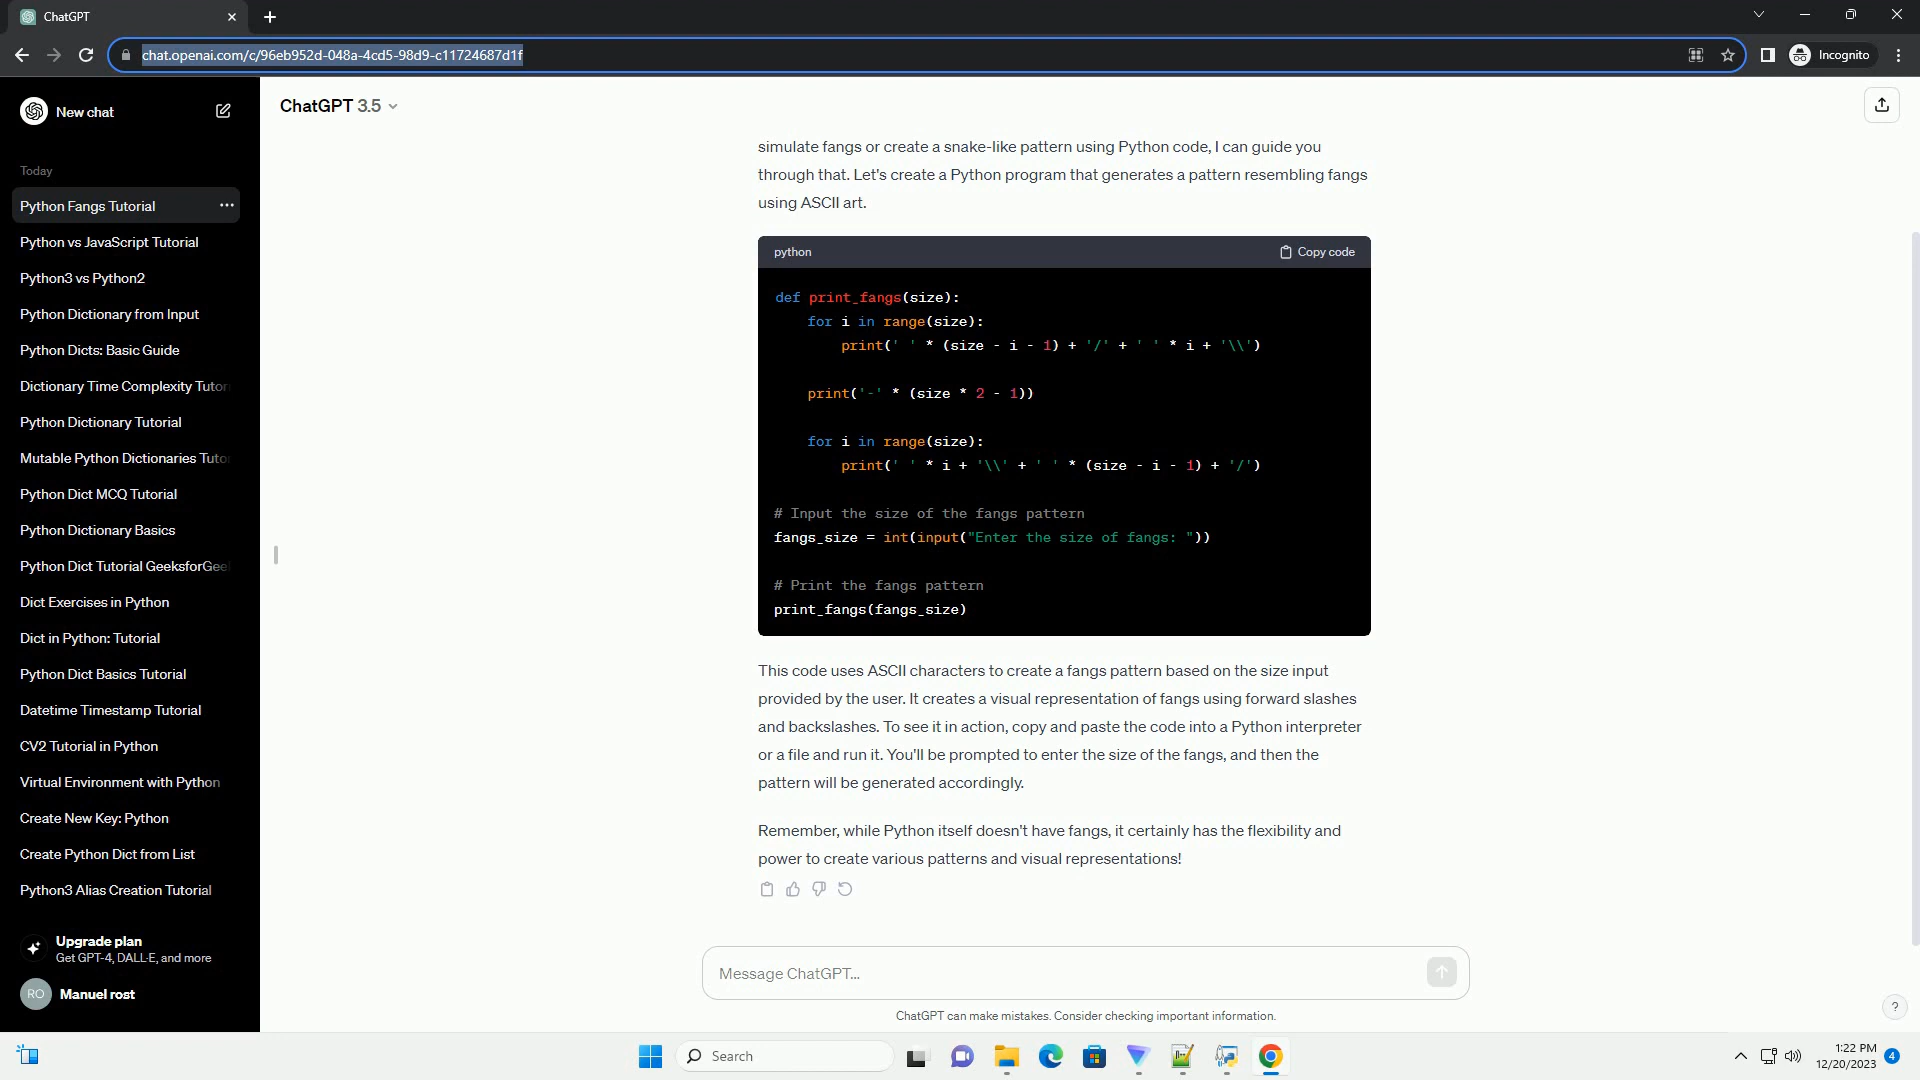 ChatGPT
chat.openai.com/c/96eb952d-048a-4cd5-98d9-c11724687d1f
Incognito
New chat
ChatGPT 3.5
Today
Python Fangs Tutorial
Python vs JavaScript Tutorial
Python3 vs Python2
Python Dictionary from Input
Python Dicts: Basic Guide
Dictionary Time Complexity Tutor
Python Dictionary Tutorial
Mutable Python Dictionaries Tuto
Python Dict MCQ Tutorial
Python Dictionary Basics
Python Dict Tutorial GeeksforGee
Dict Exercises in Python
Dict in Python: Tutorial
Python Dict Basics Tutorial
Datetime Timestamp Tutorial
CV2 Tutorial in Python
Virtual Environment with Python
Create New Key: Python
Create Python Dict from List
Python3 Alias Creation Tutorial
Upgrade plan
Get GPT-4, DALL·E, and more
RO
Manuel rost
simulate fangs or create a snake-like pattern using Python code, I can guide you
through that. Let's create a Python program that generates a pattern resembling fangs
using ASCII art.
python
Copy code
def print_fangs(size):
    for i in range(size):
        print(' ' * (size - i - 1) + '/' + ' ' * i + '\\')
    print('-' * (size * 2 - 1))
    for i in range(size):
        print(' ' * i + '\\' + ' ' * (size - i - 1) + '/')
# Input the size of the fangs pattern
fangs_size = int(input("Enter the size of fangs: "))
# Print the fangs pattern
print_fangs(fangs_size)
This code uses ASCII characters to create a fangs pattern based on the size input
provided by the user. It creates a visual representation of fangs using forward slashes
and backslashes. To see it in action, copy and paste the code into a Python interpreter
or a file and run it. You'll be prompted to enter the size of the fangs, and then the
pattern will be generated accordingly.
Remember, while Python itself doesn't have fangs, it certainly has the flexibility and
power to create various patterns and visual representations!
Message ChatGPT...
ChatGPT can make mistakes. Consider checking important information.
?
Search
1:22 PM
12/20/2023
4